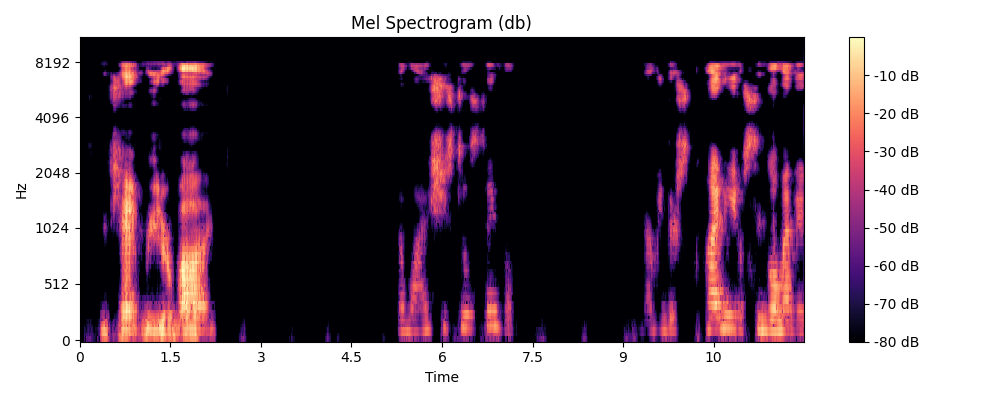 Mel Spectrogram (db)
8192
4096
2048
1024
512
0
Hz
0 1.5 3 4.5 6 7.5 9 10
Time
-10 dB
-20 dB
-30 dB
-40 dB
-50 dB
-60 dB
-70 dB
-80 dB